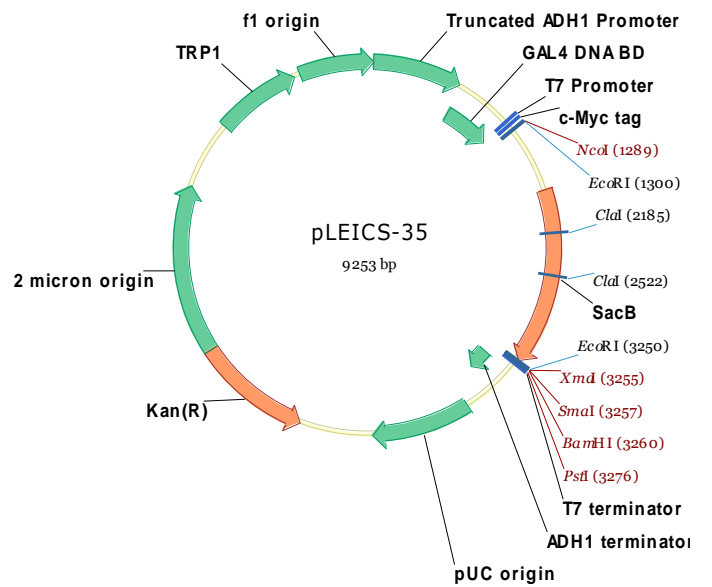 f1 origin
Truncated ADH1 Promoter
TRP1
GAL4 DNA BD
T7 Promoter
c-Myc tag
NcoI (1289)
EcoRI (1300)
ClaI (2185)
pLEICS-35
9253 bp
2 micron origin
ClaI (2522)
SacB
EcoRI (3250)
XmaI (3255)
Kan(R)
SmaI (3257)
BamHI (3260)
PstI (3276)
T7 terminator
ADH1 terminator
pUC origin